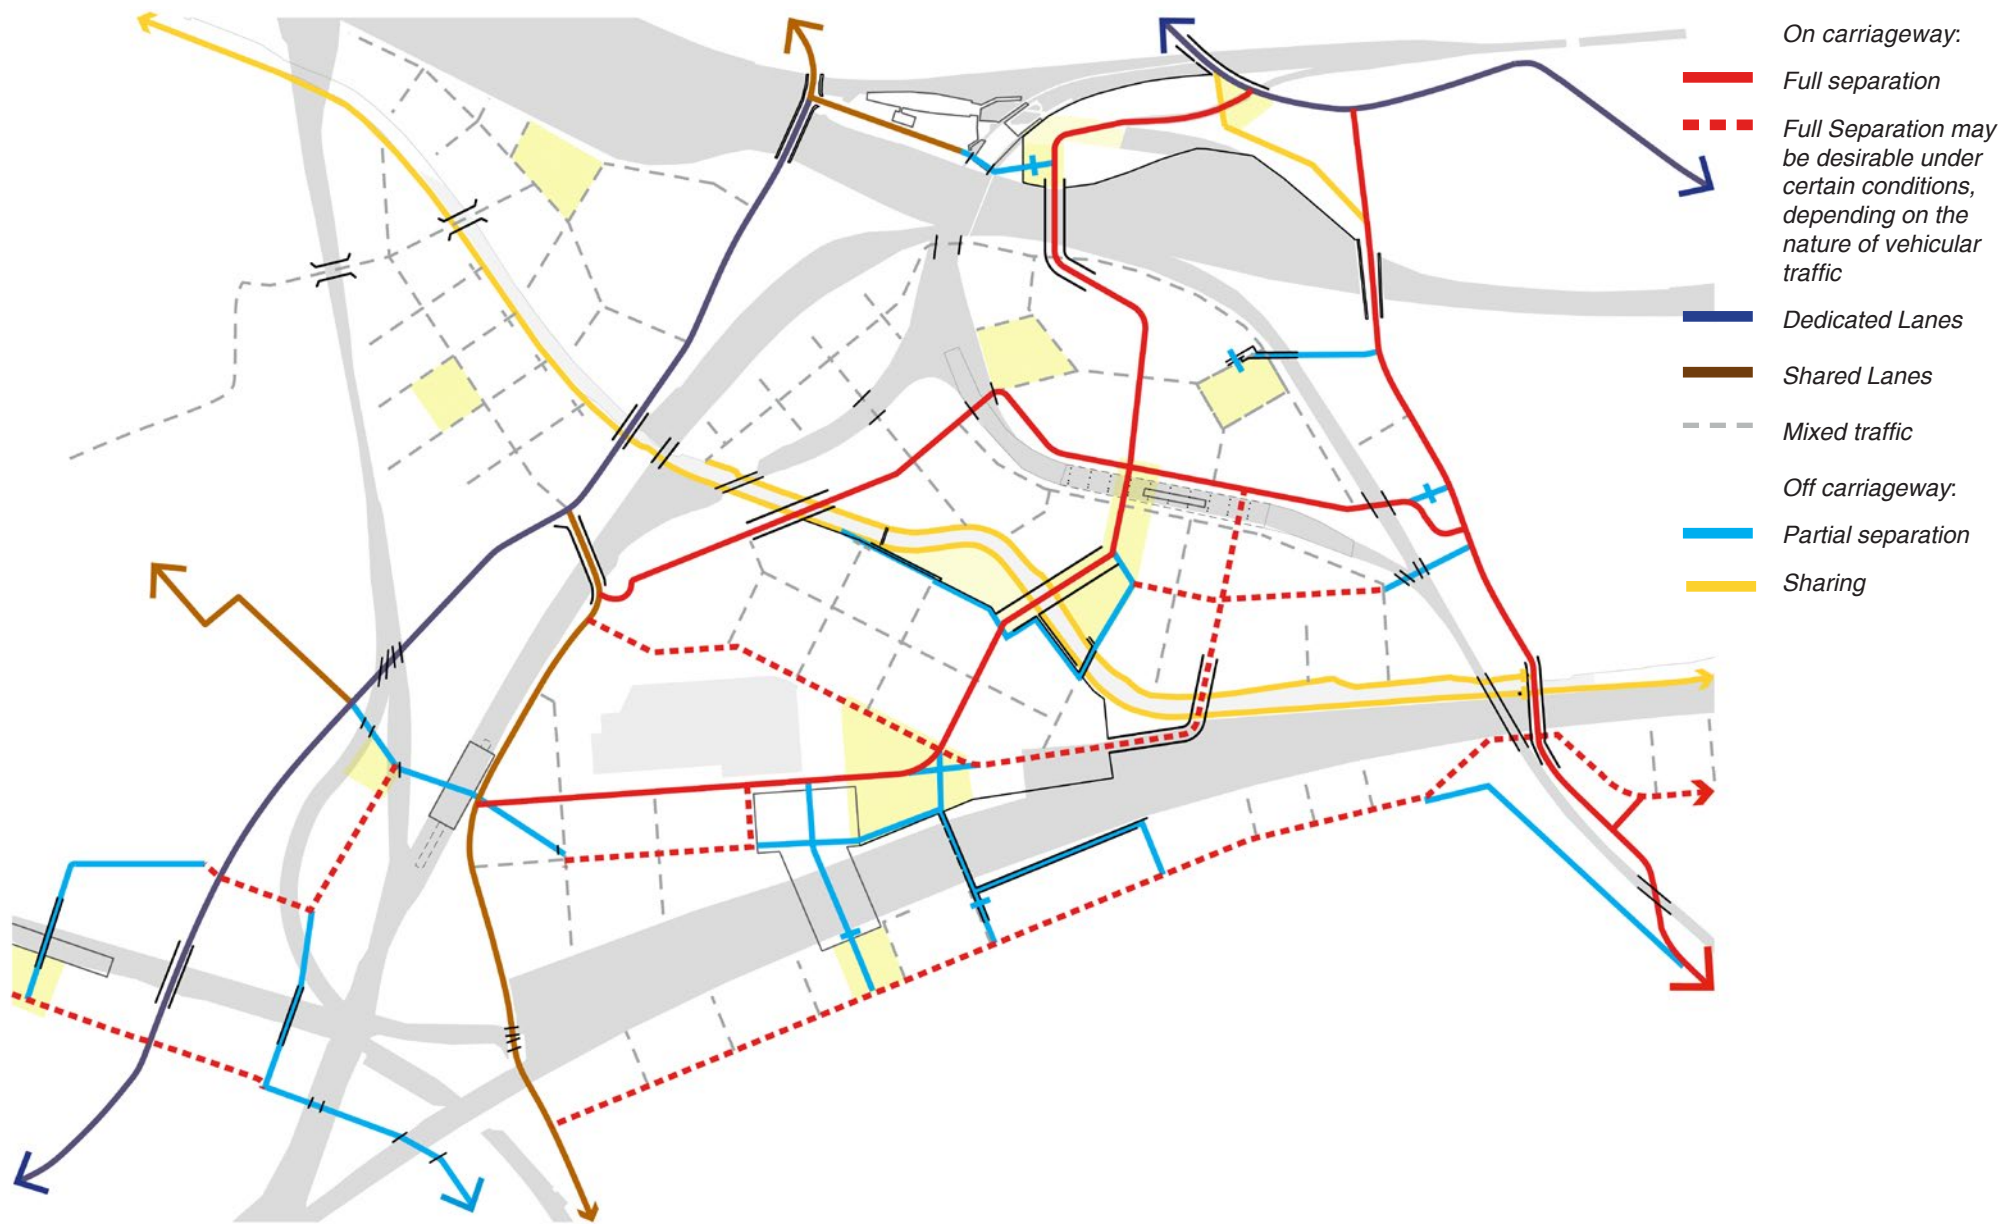 On carriageway:
Full separation
Full Separation may
be desirable under
certain conditions,
depending on the
nature of vehicular
traffic
Dedicated Lanes
Shared Lanes
Mixed traffic
Off carriageway:
Partial separation
Sharing